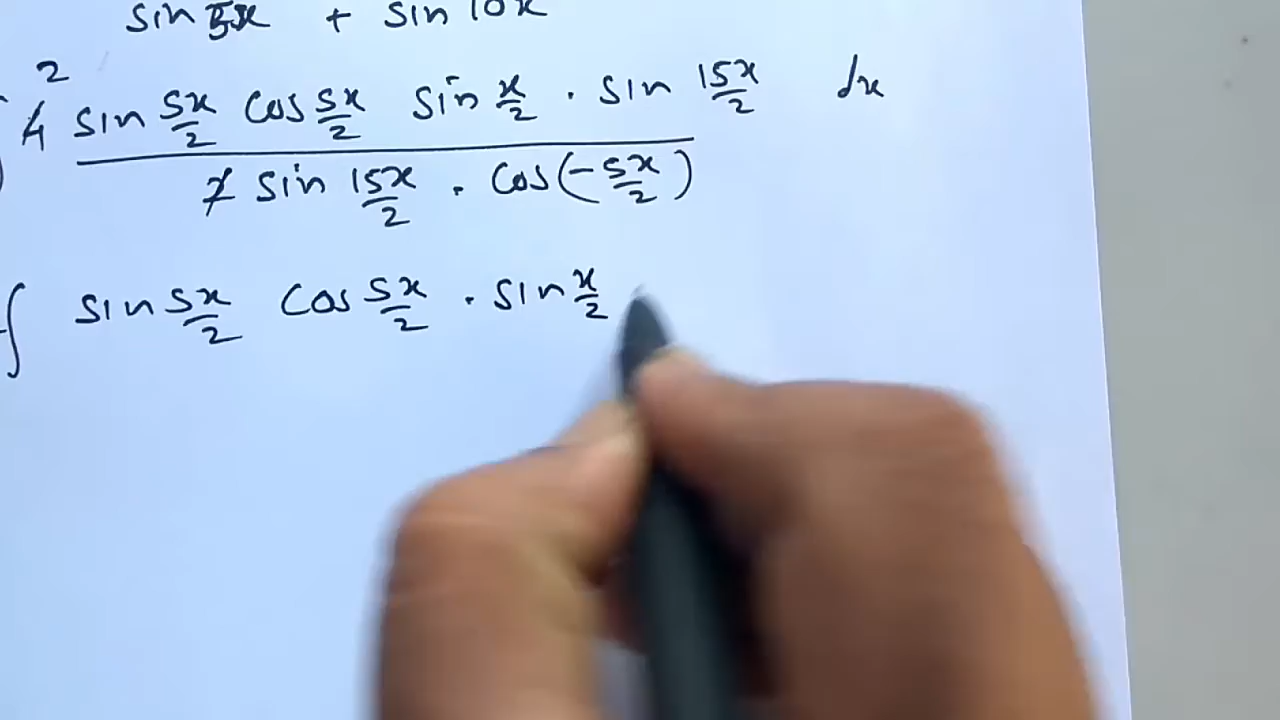 sin 5x + sin 10x
2
4 sin 5x/2 cos 5x/2 sin x/2 . sin 15x/2 dx
2 sin 15x/2 . cos(-5x/2)
∫ sin 5x/2 cos 5x/2 . sin x/2